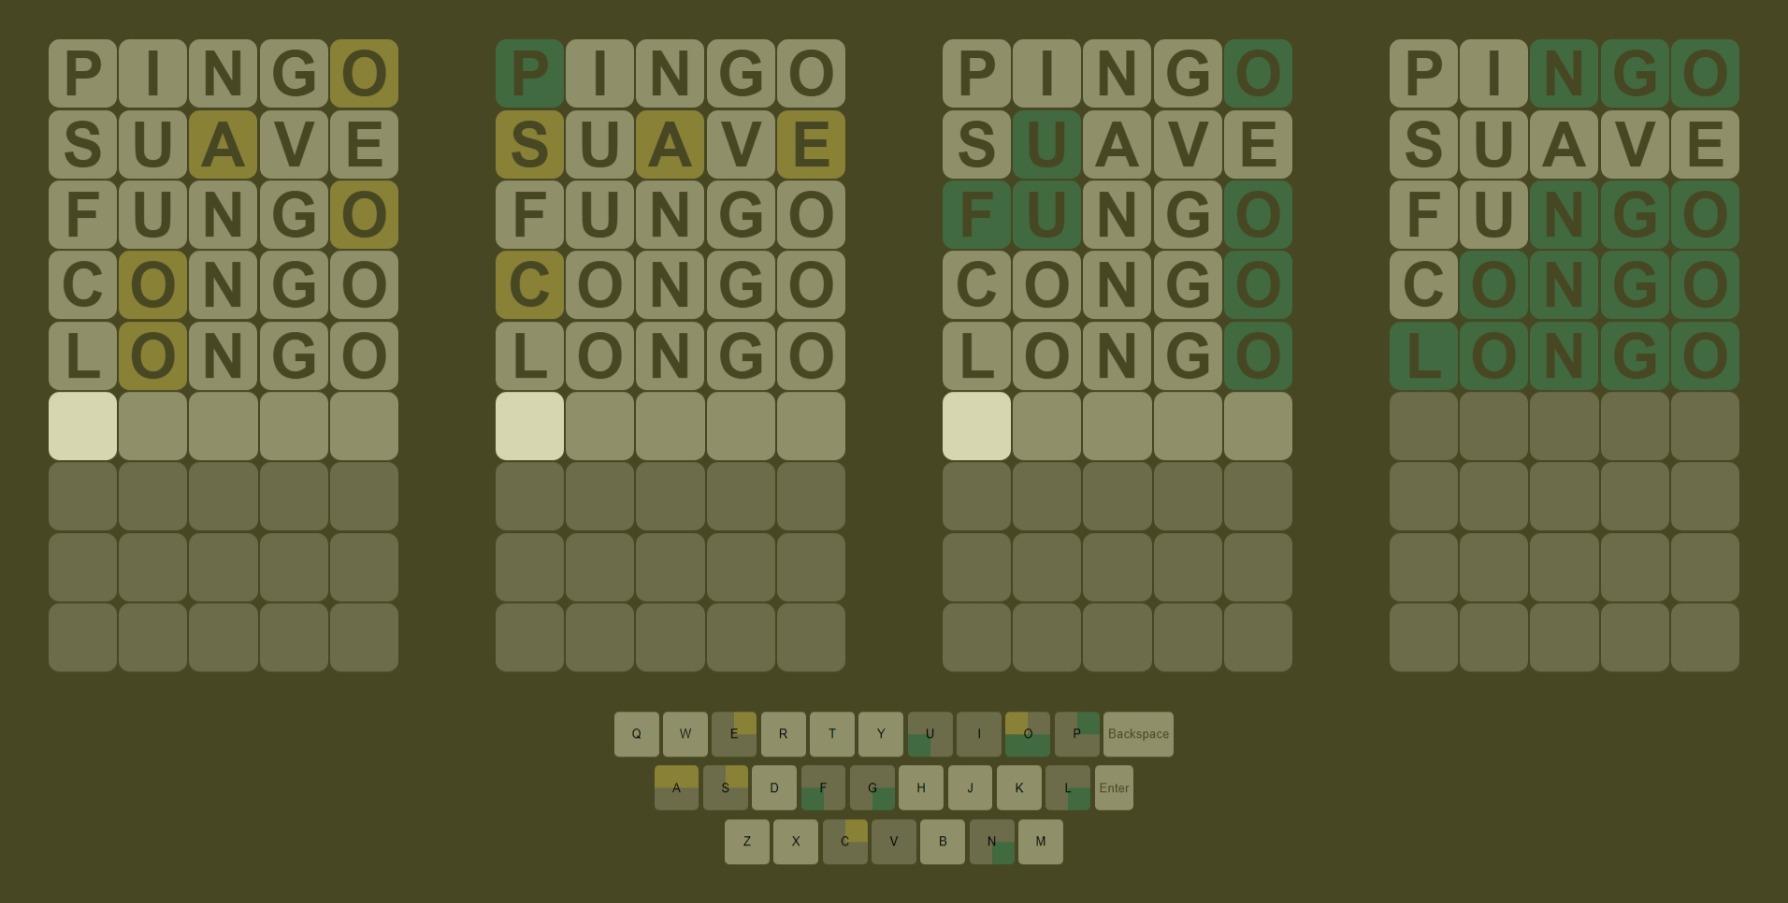 PINGO PINGO PINGO PINGO
SUAVE SUAVE SUAVE SUAVE
FUNGO FUNGO FUNGO FUNGO
CONGO CONGO CONGO CONGO
LONGO LONGO LONGO LONGO
Q W E R T Y U I O P Backspace
A S D F G H J K L Enter
Z X C V B N M